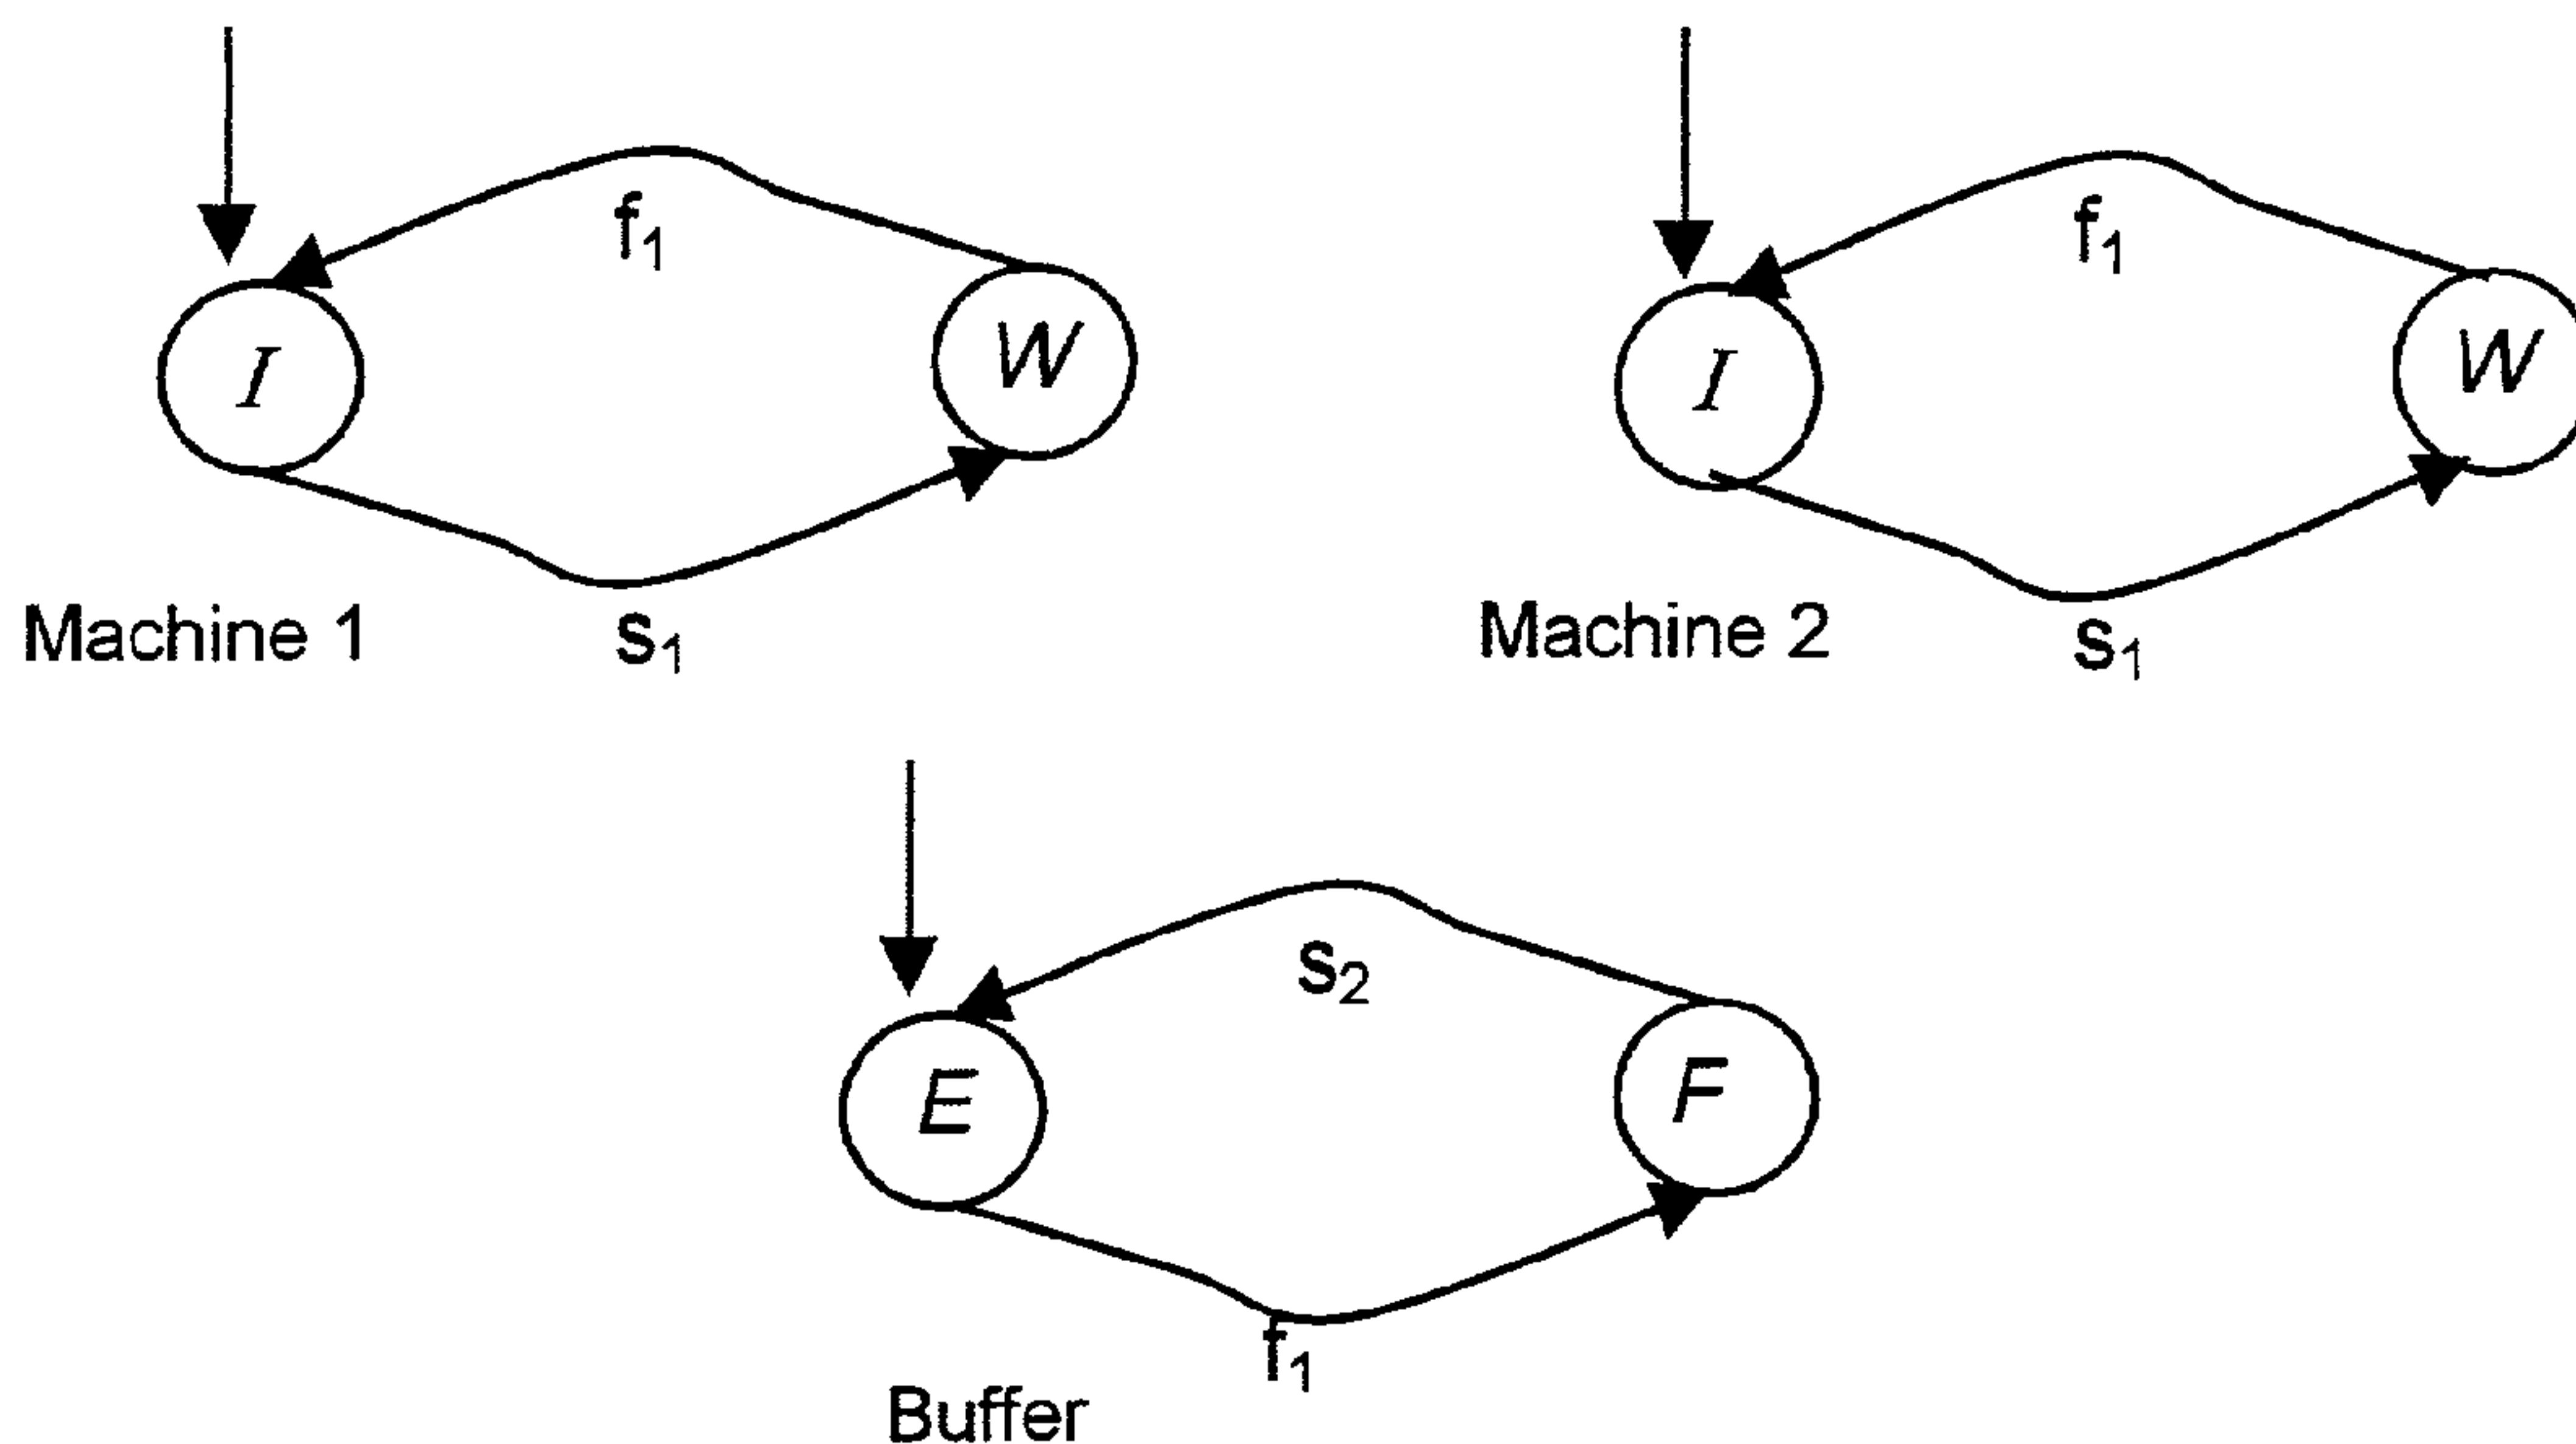 f₁
I
W
Machine 1
s₁
f₁
I
W
Machine 2
s₁
s₂
E
F
f₁
Buffer